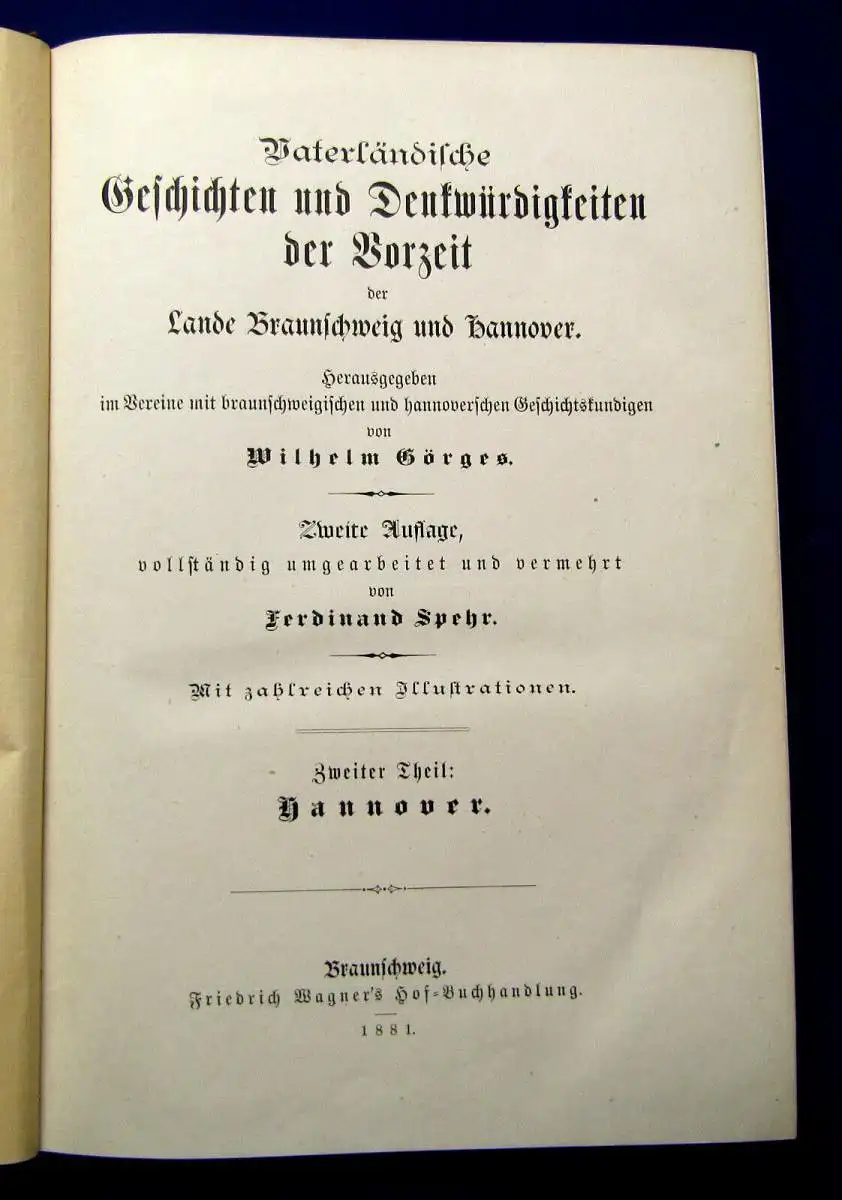 Vaterländische
Geschichten und Denkwürdigkeiten
der Vorzeit
der
Lande Braunschweig und Hannover.
Herausgegeben
im Vereine mit braunschweigischen und hannoverschen Geschichtskundigen
von
Wilhelm Görges.
Zweite Auflage,
vollständig umgearbeitet und vermehrt
von
Ferdinand Spehr.
Mit zahlreichen Illustrationen.
Zweiter Theil:
Hannover.
Braunschweig.
Friedrich Wagner's Hof-Buchhandlung.
1881.